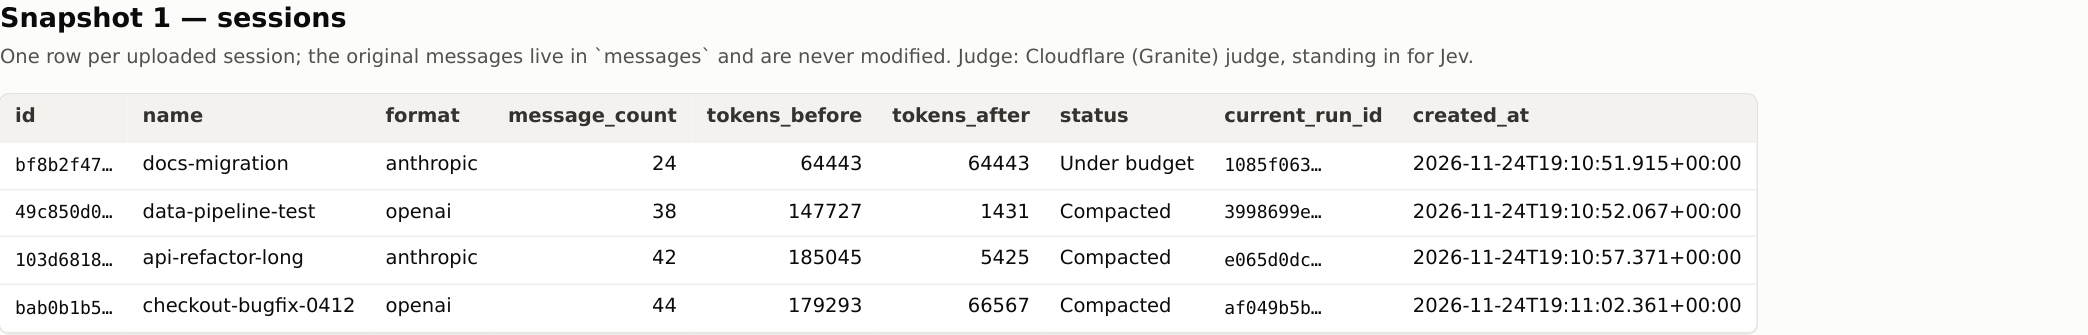 Snapshot 1 — sessions
One row per uploaded session; the original messages live in `messages` and are never modified. Judge: Cloudflare (Granite) judge, standing in for Jev.
id name format message_count tokens_before tokens_after status current_run_id created_at
bf8b2f47… docs-migration anthropic 24 64443 64443 Under budget 1085f063… 2026-11-24T19:10:51.915+00:00
49c850d0… data-pipeline-test openai 38 147727 1431 Compacted 3998699e… 2026-11-24T19:10:52.067+00:00
103d6818… api-refactor-long anthropic 42 185045 5425 Compacted e065d0dc… 2026-11-24T19:10:57.371+00:00
bab0b1b5… checkout-bugfix-0412 openai 44 179293 66567 Compacted af049b5b… 2026-11-24T19:11:02.361+00:00